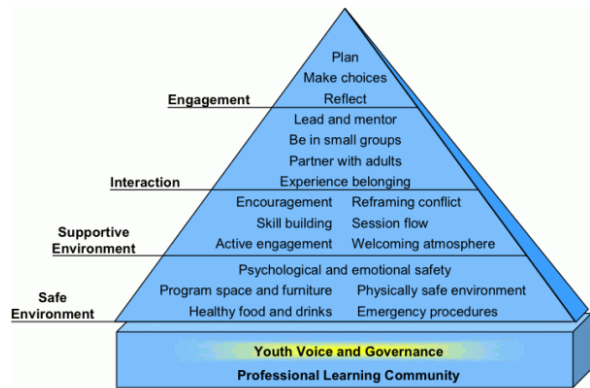 Plan
Make choices
Engagement Reflect
Lead and mentor
Be in small groups
Partner with adults
Interaction Experience belonging
Encouragement Reframing conflict
Skill building Session flow
Supportive
Environment Active engagement Welcoming atmosphere
Psychological and emotional safety
Program space and furniture Physically safe environment
Safe
Environment Healthy food and drinks Emergency procedures
Youth Voice and Governance
Professional Learning Community